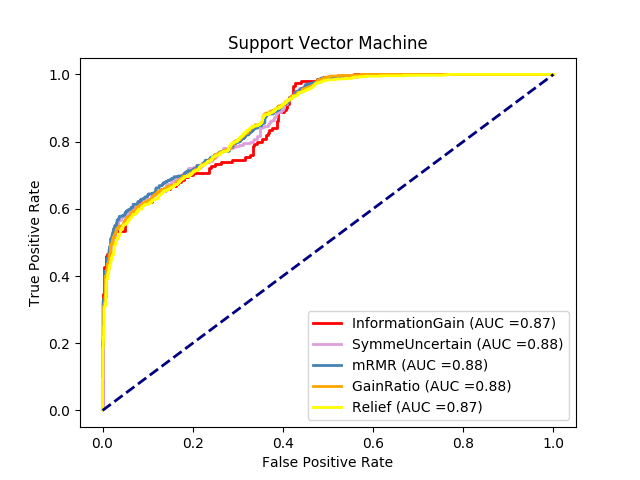 Support Vector Machine
True Positive Rate
1.0
0.8
0.6
0.4
0.2
0.0
InformationGain (AUC =0.87)
SymmeUncertain (AUC =0.88)
mRMR (AUC =0.88)
GainRatio (AUC =0.88)
Relief (AUC =0.87)
0.0 0.2 0.4 0.6 0.8 1.0
False Positive Rate